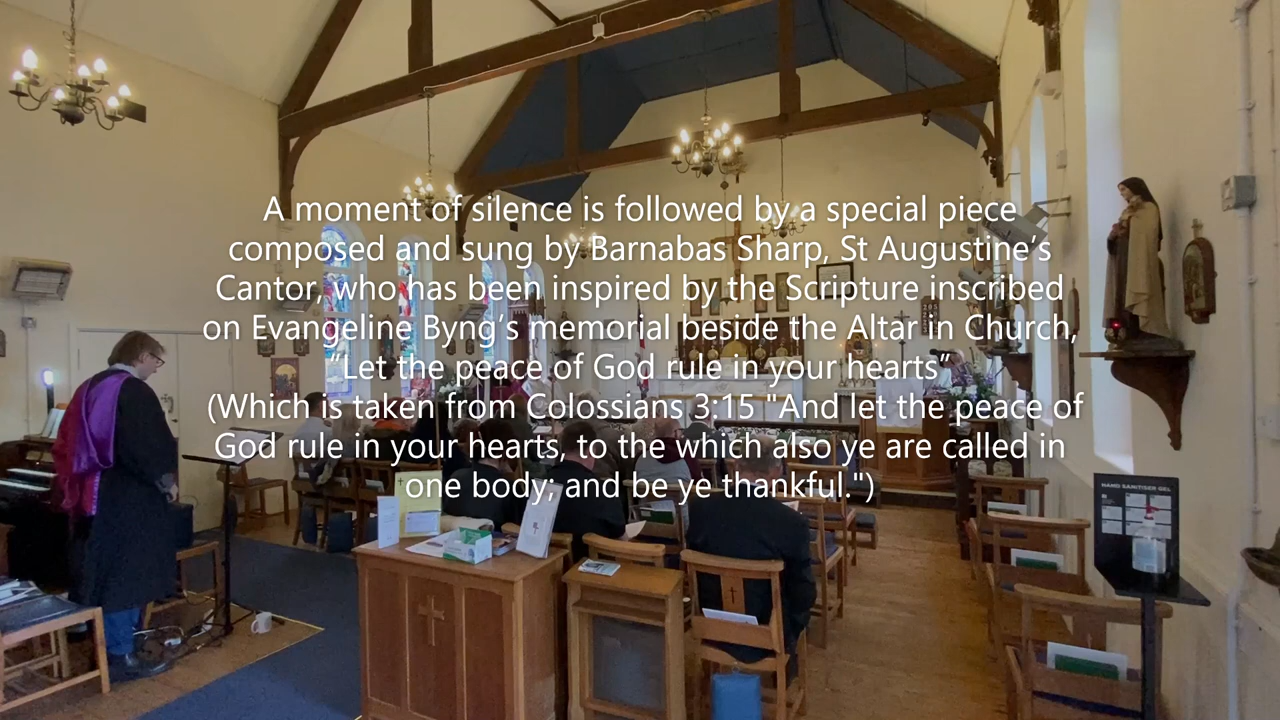 A moment of silence is followed by a special piece
composed and sung by Barnabas Sharp, St Augustine’s
Cantor, who has been inspired by the Scripture inscribed
on Evangeline Byng’s memorial beside the Altar in Church,
“Let the peace of God rule in your hearts”
(Which is taken from Colossians 3:15 "And let the peace of
God rule in your hearts, to the which also ye are called in
one body; and be ye thankful.")
HAND SANITISER GEL